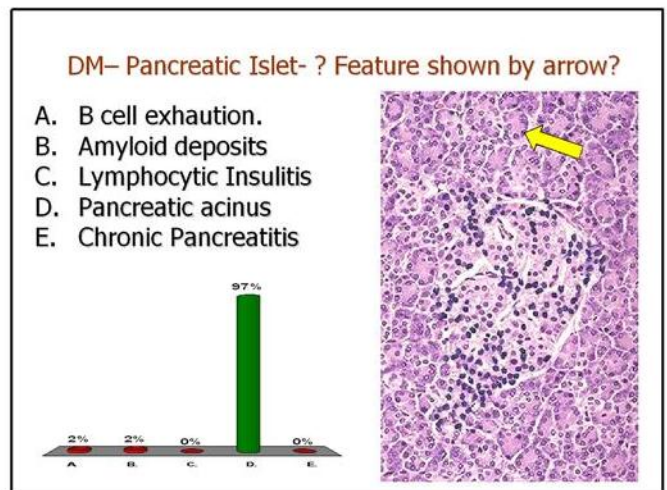 DM– Pancreatic Islet- ? Feature shown by arrow?
A. B cell exhaution.
B. Amyloid deposits
C. Lymphocytic Insulitis
D. Pancreatic acinus
E. Chronic Pancreatitis
97%
2% 2% 0% 0%
A. B. C. D. E.